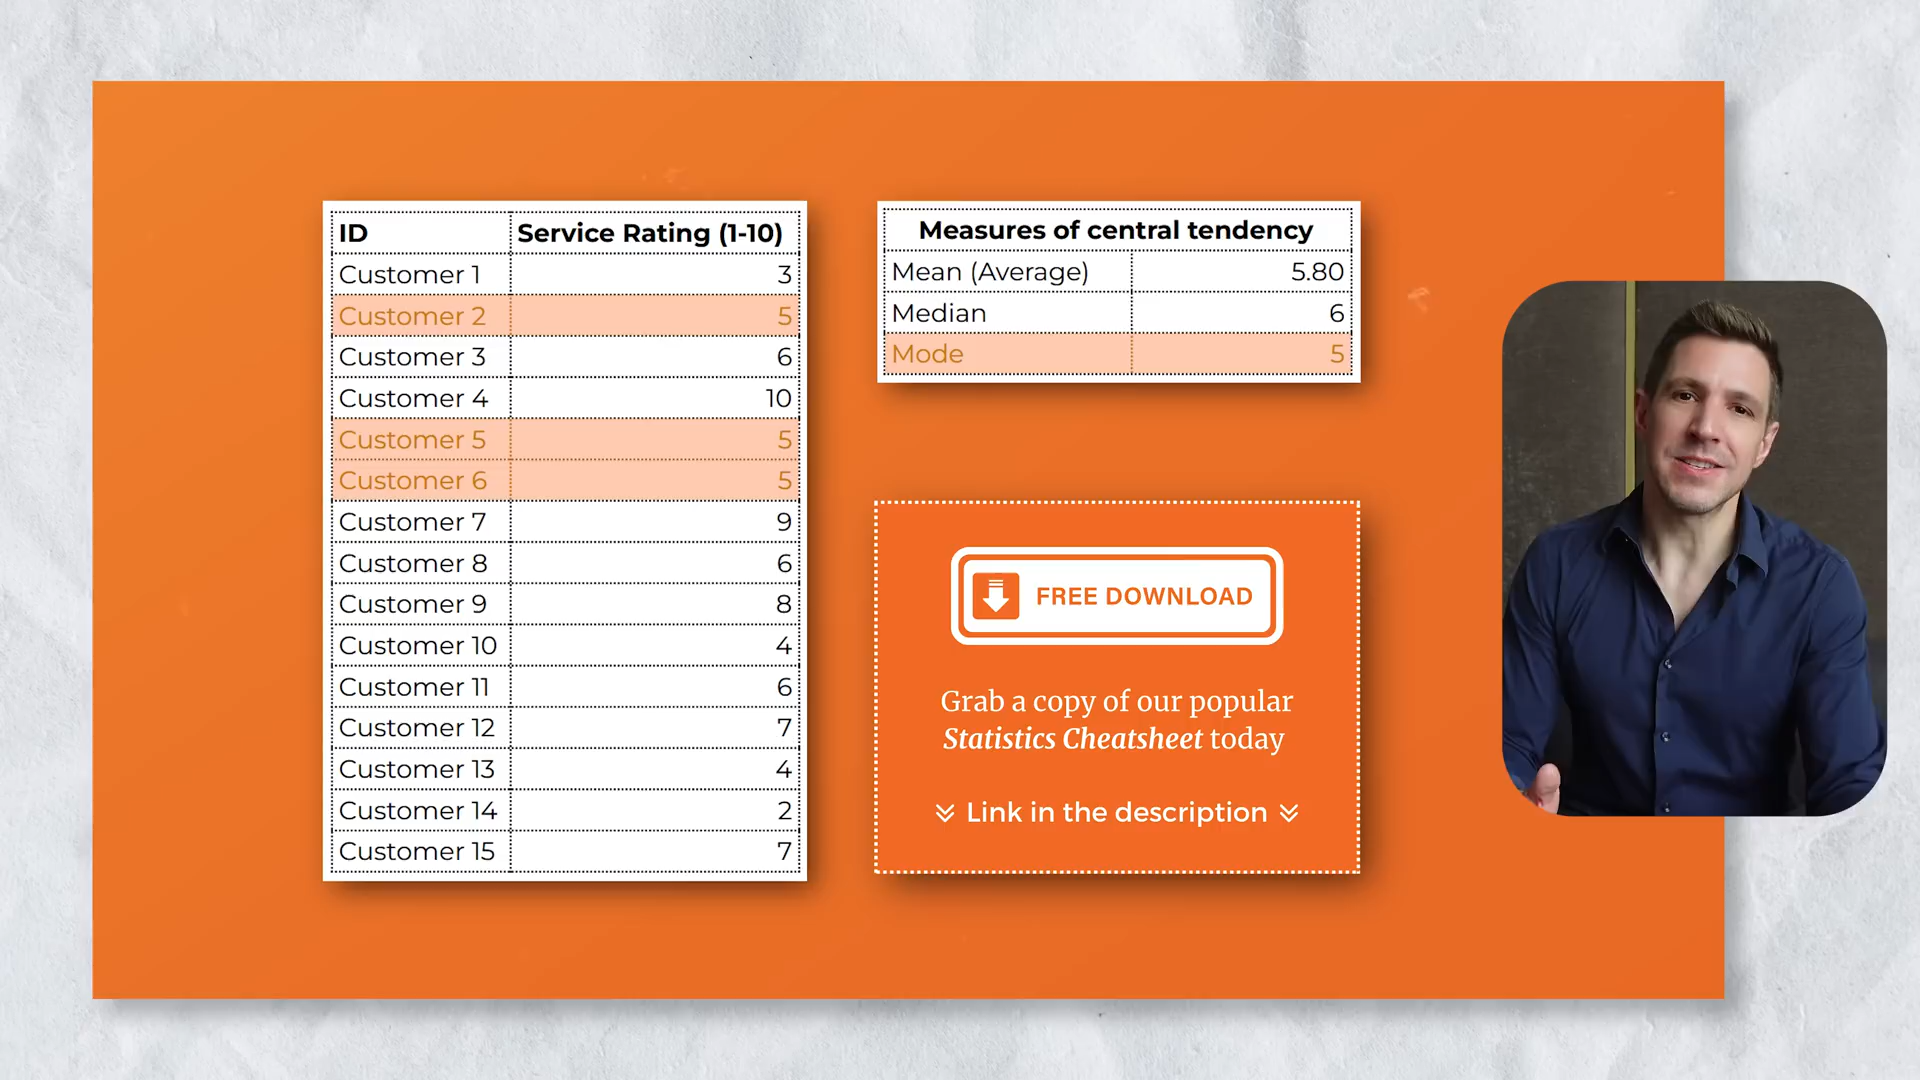 ID Service Rating (1-10)
Customer 1 3
Customer 2 5
Customer 3 6
Customer 4 10
Customer 5 5
Customer 6 5
Customer 7 9
Customer 8 6
Customer 9 8
Customer 10 4
Customer 11 6
Customer 12 7
Customer 13 4
Customer 14 2
Customer 15 7
Measures of central tendency
Mean (Average) 5.80
Median 6
Mode 5
FREE DOWNLOAD
Grab a copy of our popular
Statistics Cheatsheet today
Link in the description